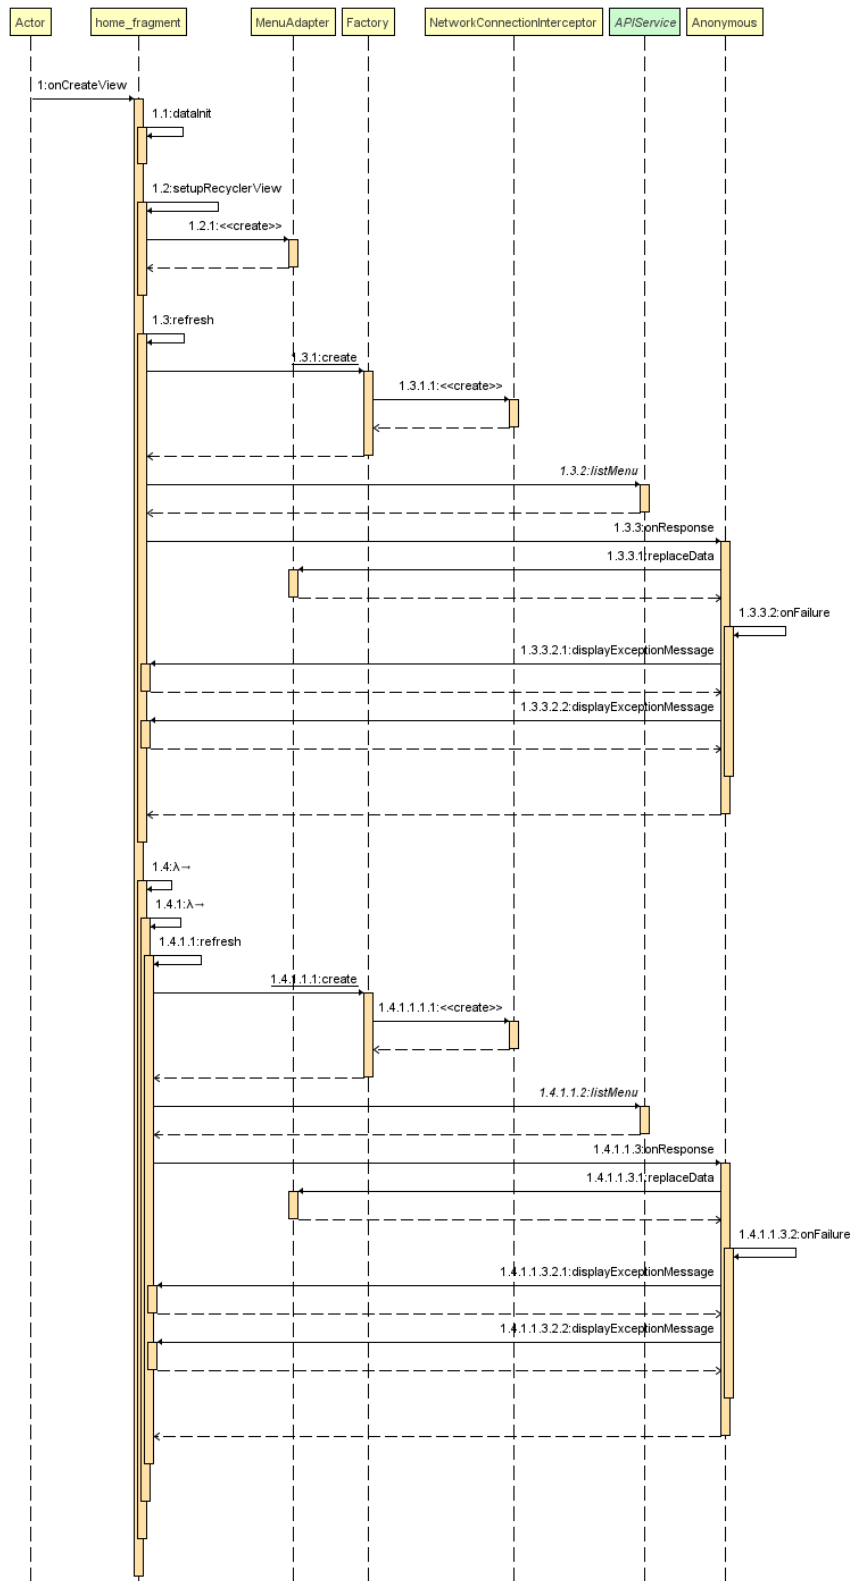 Actor home_fragment MenuAdapter Factory NetworkConnectionInterceptor APIService Anonymous
1:onCreateView
1.1:dataInit
1.2:setupRecyclerView
1.2.1:<<create>>
1.3:refresh
1.3.1:create
1.3.1.1:<<create>>
1.3.2:listMenu
1.3.3:onResponse
1.3.3.1:replaceData
1.3.3.2:onFailure
1.3.3.2.1:displayExceptionMessage
1.3.3.2.2:displayExceptionMessage
1.4:λ→
1.4.1:λ→
1.4.1.1:refresh
1.4.1.1.1:create
1.4.1.1.1.1:<<create>>
1.4.1.1.2:listMenu
1.4.1.1.3:onResponse
1.4.1.1.3.1:replaceData
1.4.1.1.3.2:onFailure
1.4.1.1.3.2.1:displayExceptionMessage
1.4.1.1.3.2.2:displayExceptionMessage